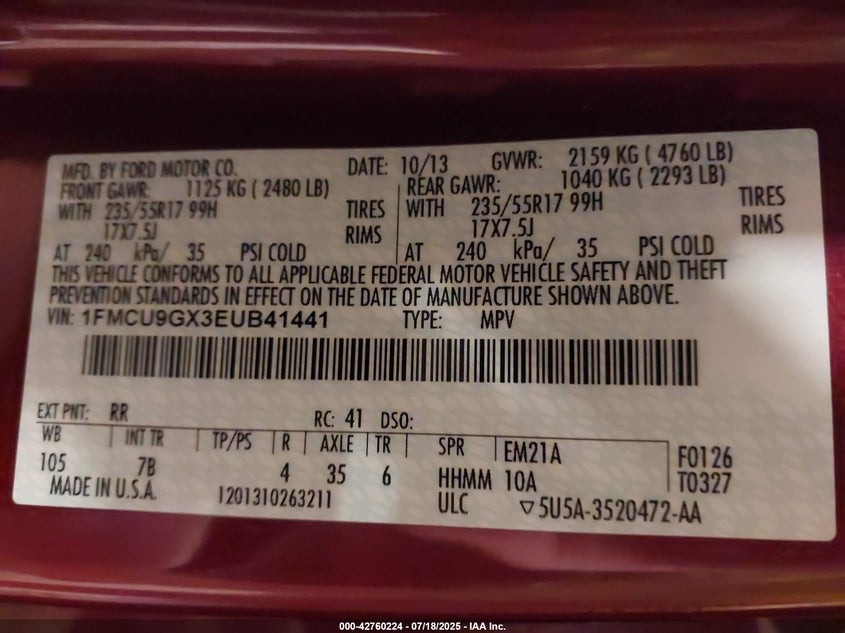 MFD. BY FORD MOTOR CO. DATE: 10/13 GVWR: 2159 KG ( 4760 LB)
FRONT GAWR: 1125 KG ( 2480 LB) REAR GAWR: 1040 KG ( 2293 LB)
WITH 235/55R17 99H TIRES WITH 235/55R17 99H TIRES
17X7.5J RIMS 17X7.5J RIMS
AT 240 kPa/ 35 PSI COLD AT 240 kPa/ 35 PSI COLD
THIS VEHICLE CONFORMS TO ALL APPLICABLE FEDERAL MOTOR VEHICLE SAFETY AND THEFT
PREVENTION STANDARDS IN EFFECT ON THE DATE OF MANUFACTURE SHOWN ABOVE.
VIN: 1FMCU9GX3EUB41441 TYPE: MPV
EXT PNT: RR RC: 41 DSO:
WB INT TR TP/PS R AXLE TR SPR EM21A F0126
105 7B 4 35 6 HHMM 10A T0327
MADE IN U.S.A. 1201310263211 ULC ▽5U5A-3520472-AA
000-42760224 - 07/18/2025 - IAA Inc.